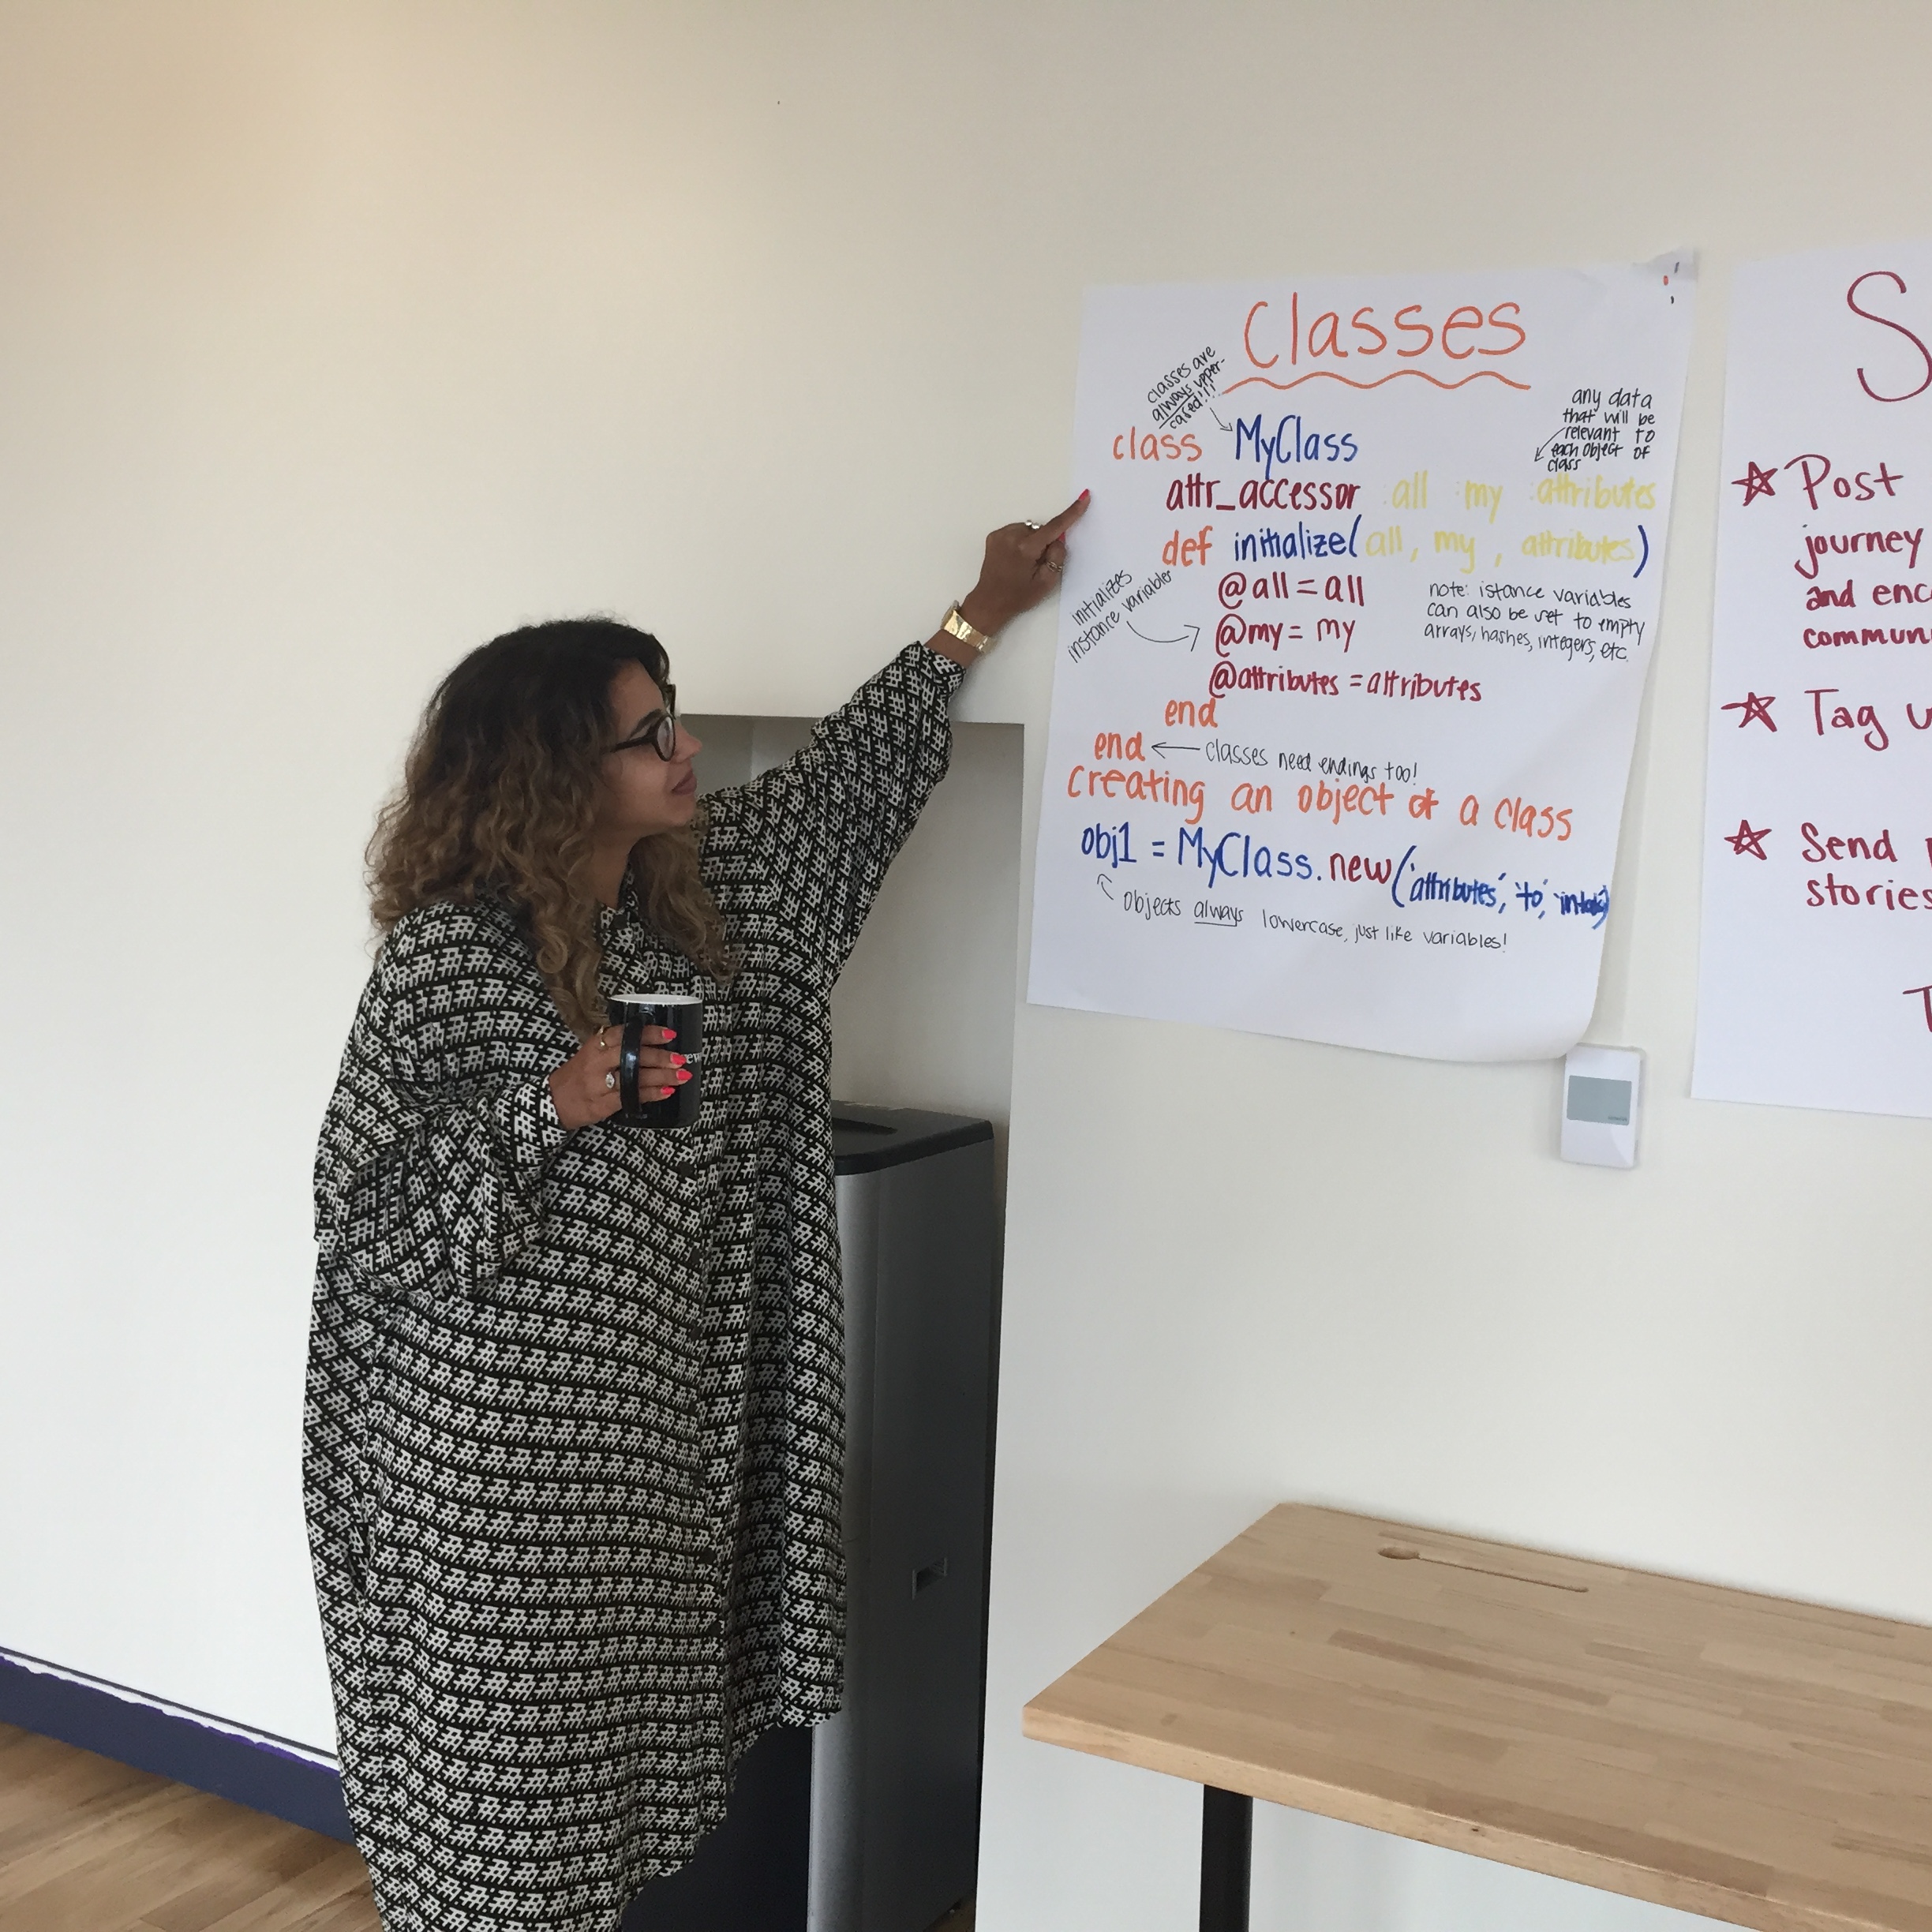 Classes
classes are
always upper-
cased!!!
class MyClass
any data
that will be
relevant to
each object of
class
attr_accessor :all :my :attributes
def initialize(all, my, attributes)
initializes
instance variables
@all = all
@my = my
@attributes = attributes
note: istance variables
can also be set to empty
arrays, hashes, integers, etc.
end
end ← classes need endings too!
creating an object of a class
obj1 = MyClass.new('attributes', 'to',
objects always lowercase, just like variables!
S
☆ Post
journey
and enc
commun
☆ Tag u
☆ Send
stories
T